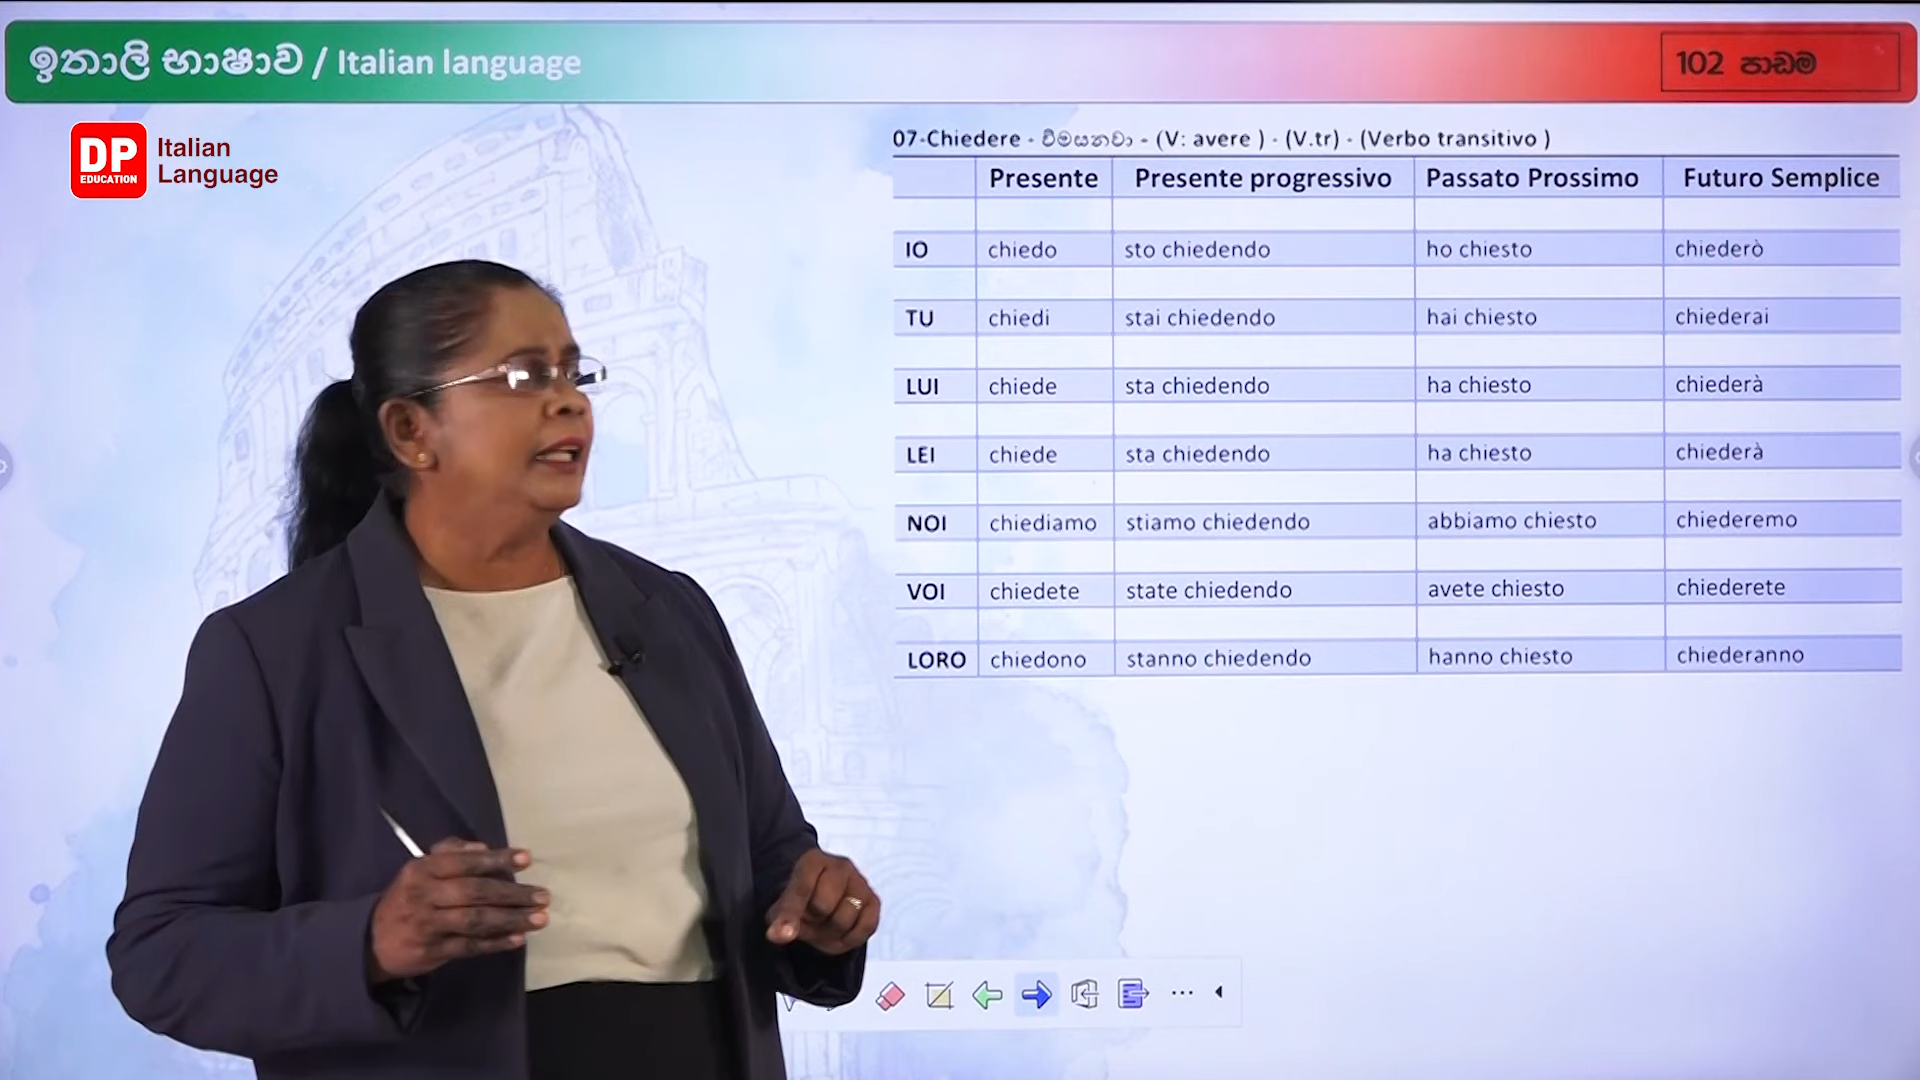 ඉතාලි භාෂාව / Italian language
102 පාඩම
DP
EDUCATION
Italian
Language
07-Chiedere - විමසනවා - (V: avere ) - (V.tr) - (Verbo transitivo )
Presente Presente progressivo Passato Prossimo Futuro Semplice
IO chiedo sto chiedendo ho chiesto chiederò
TU chiedi stai chiedendo hai chiesto chiederai
LUI chiede sta chiedendo ha chiesto chiederà
LEI chiede sta chiedendo ha chiesto chiederà
NOI chiediamo stiamo chiedendo abbiamo chiesto chiederemo
VOI chiedete state chiedendo avete chiesto chiederete
LORO chiedono stanno chiedendo hanno chiesto chiederanno